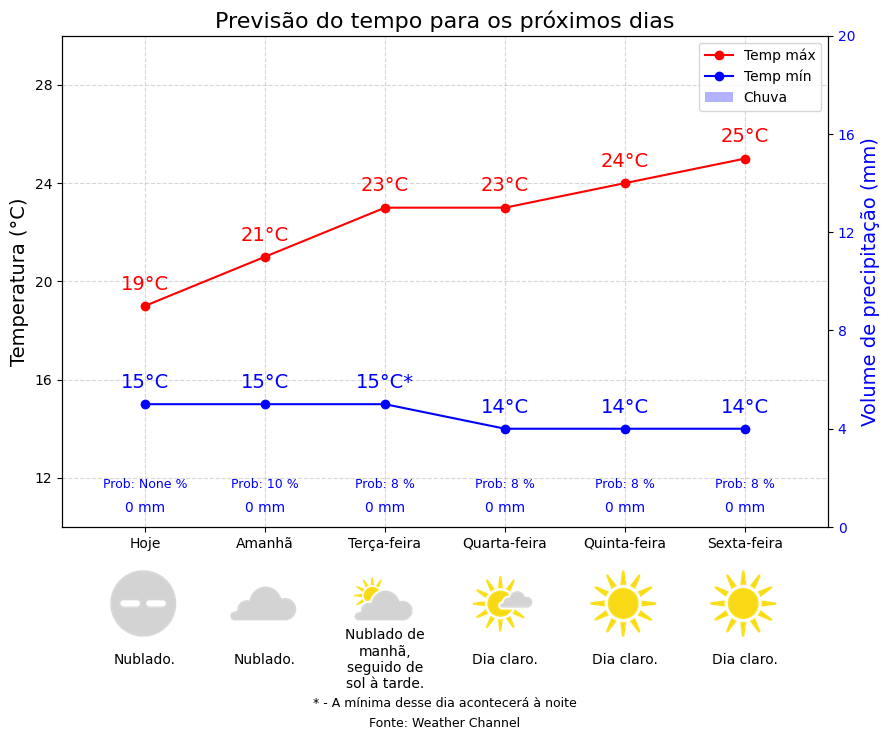 Previsão do tempo para os próximos dias
Temp máx
Temp mín
Chuva
Temperatura (°C)
Volume de precipitação (mm)
28
24
20
16
12
20
16
12
8
4
0
19°C
21°C
23°C
23°C
24°C
25°C
15°C
15°C
15°C*
14°C
14°C
14°C
Prob: None %
Prob: 10 %
Prob: 8 %
Prob: 8 %
Prob: 8 %
Prob: 8 %
0 mm
0 mm
0 mm
0 mm
0 mm
0 mm
Hoje
Amanhã
Terça-feira
Quarta-feira
Quinta-feira
Sexta-feira
Nublado.
Nublado.
Nublado de
manhã,
seguido de
sol à tarde.
Dia claro.
Dia claro.
Dia claro.
* - A mínima desse dia acontecerá à noite
Fonte: Weather Channel